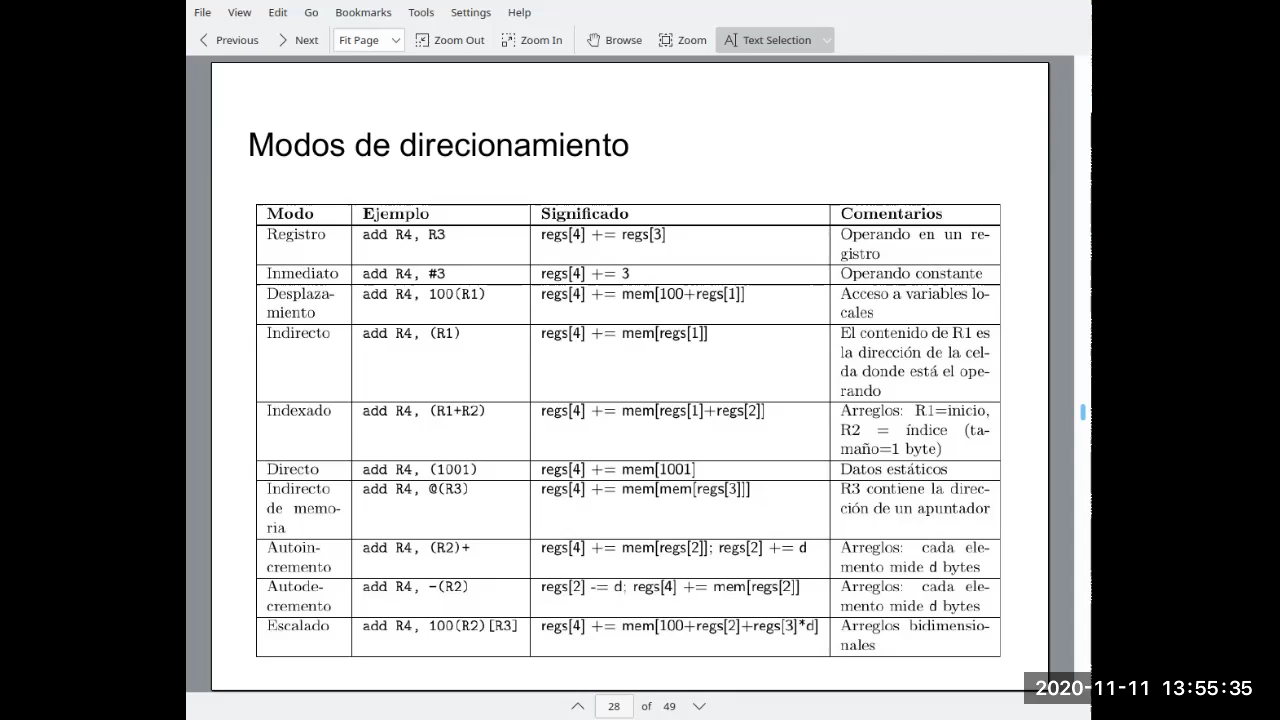 File View Edit Go Bookmarks Tools Settings Help
Previous Next Fit Page Zoom Out Zoom In Browse Zoom Text Selection
Modos de direcionamiento
Modo Ejemplo Significado Comentarios
Registro add R4, R3 regs[4] += regs[3] Operando en un re-
gistro
Inmediato add R4, #3 regs[4] += 3 Operando constante
Desplaza- add R4, 100(R1) regs[4] += mem[100+regs[1]] Acceso a variables lo-
miento cales
Indirecto add R4, (R1) regs[4] += mem[regs[1]] El contenido de R1 es
la dirección de la cel-
da donde está el ope-
rando
Indexado add R4, (R1+R2) regs[4] += mem[regs[1]+regs[2]] Arreglos: R1=inicio,
R2 = índice (ta-
maño=1 byte)
Directo add R4, (1001) regs[4] += mem[1001] Datos estáticos
Indirecto add R4, @(R3) regs[4] += mem[mem[regs[3]]] R3 contiene la direc-
de memo- ción de un apuntador
ria
Autoin- add R4, (R2)+ regs[4] += mem[regs[2]]; regs[2] += d Arreglos: cada ele-
cremento mento mide d bytes
Autode- add R4, -(R2) regs[2] -= d; regs[4] += mem[regs[2]] Arreglos: cada ele-
cremento mento mide d bytes
Escalado add R4, 100(R2)[R3] regs[4] += mem[100+regs[2]+regs[3]*d] Arreglos bidimensio-
nales
2020-11-11 13:55:35
28 of 49